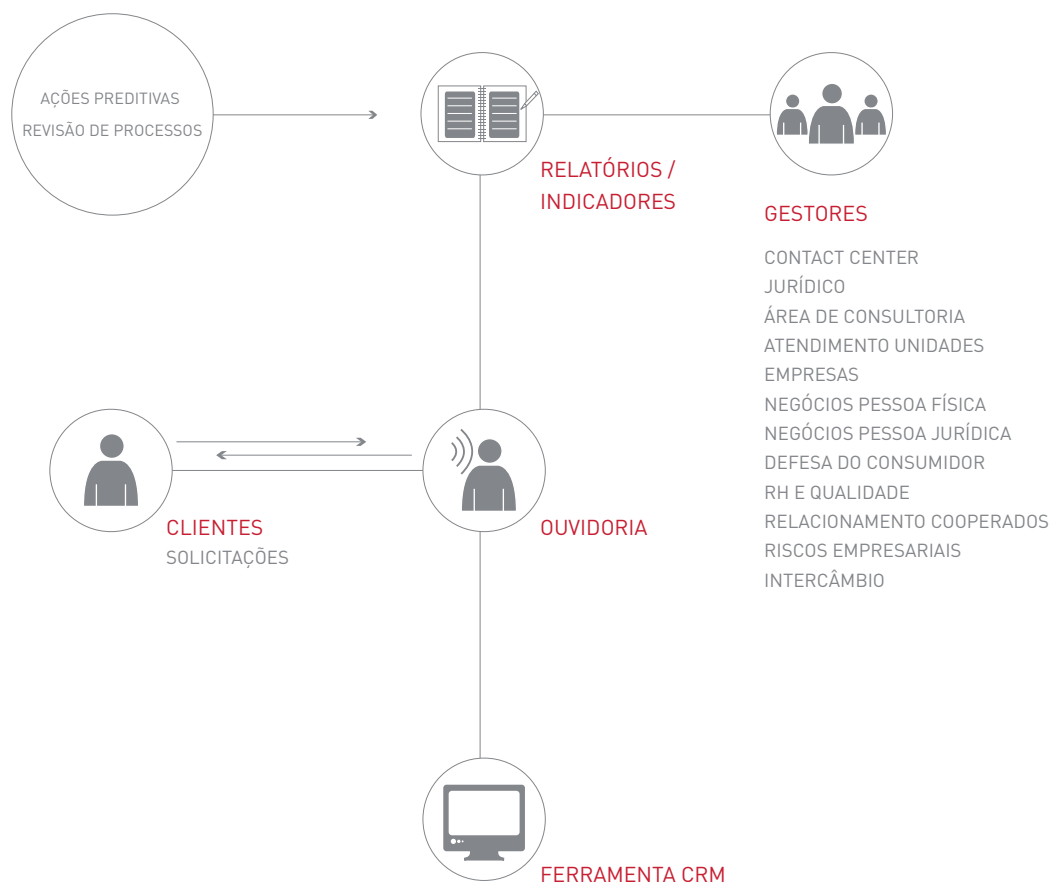 AÇÕES PREDITIVAS
REVISÃO DE PROCESSOS
RELATÓRIOS /
INDICADORES
GESTORES
CONTACT CENTER
JURÍDICO
ÁREA DE CONSULTORIA
ATENDIMENTO UNIDADES
EMPRESAS
NEGÓCIOS PESSOA FÍSICA
NEGÓCIOS PESSOA JURÍDICA
DEFESA DO CONSUMIDOR
RH E QUALIDADE
RELACIONAMENTO COOPERADOS
RISCOS EMPRESARIAIS
INTERCÂMBIO
CLIENTES
SOLICITAÇÕES
OUVIDORIA
FERRAMENTA CRM